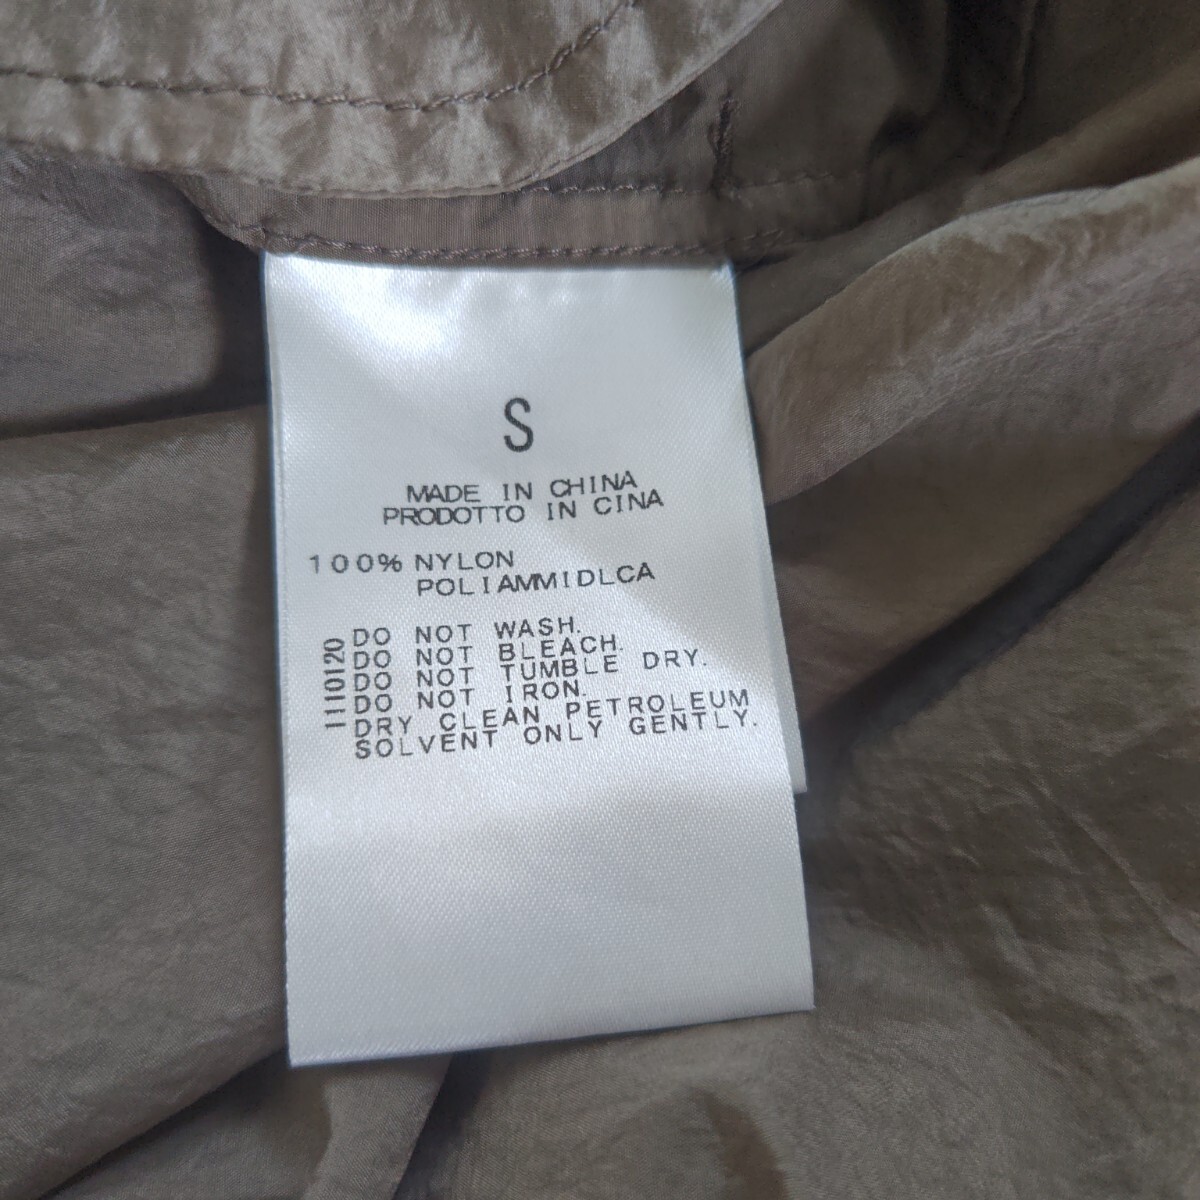 S
MADE IN CHINA
PRODOTTO IN CINA
100% NYLON
POLIAMMIDLCA
1110120
DO NOT WASH.
DO NOT BLEACH.
DO NOT TUMBLE DRY.
DO NOT IRON.
DRY CLEAN PETROLEUM
SOLVENT ONLY GENTLY.